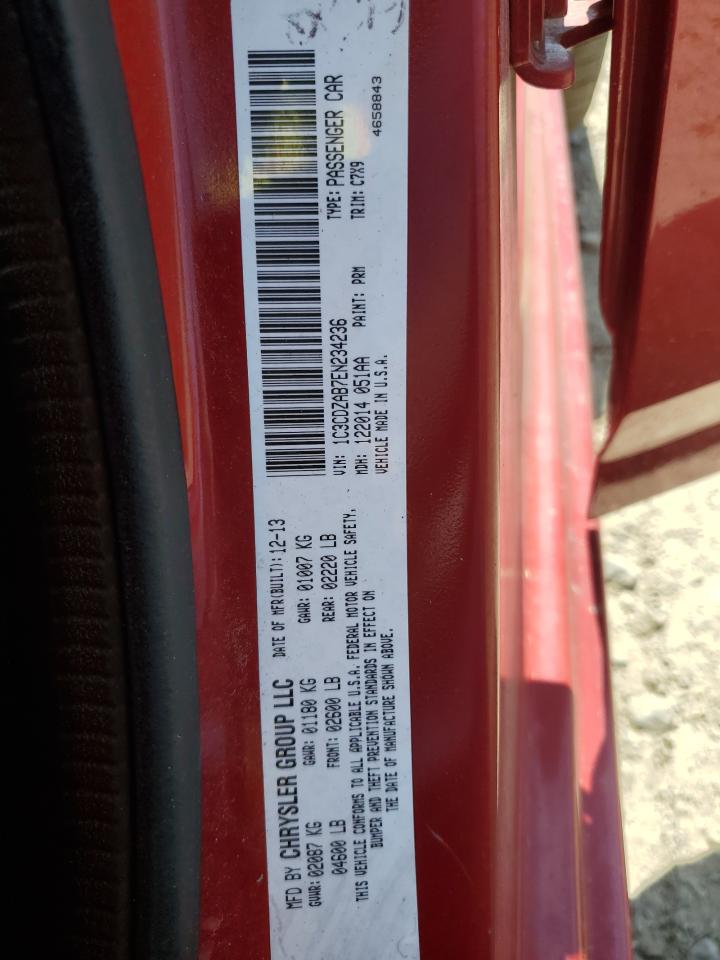 MFD BY CHRYSLER GROUP LLC DATE OF MFR(BUILT): 12-13
GVWR: 02087 KG GAWR: 01180 KG GAWR: 01007 KG
04600 LB FRONT: 02600 LB REAR: 02220 LB
THIS VEHICLE CONFORMS TO ALL APPLICABLE U.S.A. FEDERAL MOTOR VEHICLE SAFETY,
BUMPER AND THEFT PREVENTION STANDARDS IN EFFECT ON
THE DATE OF MANUFACTURE SHOWN ABOVE.
VIN: 1C3CDZAB7EN234236 TYPE: PASSENGER CAR
MDH: 122014 051AA PAINT: PRM TRIM: C7X9
VEHICLE MADE IN U.S.A. 4658843